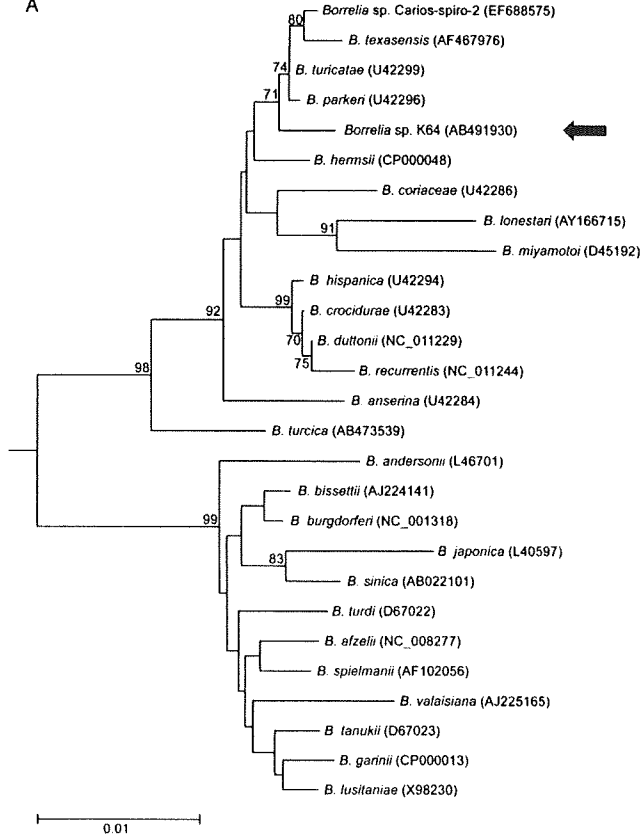 A
80
Borrelia sp. Carios-spiro-2 (EF688575)
B. texasensis (AF467976)
74
B. turicatae (U42299)
71
B. parkeri (U42296)
Borrelia sp. K64 (AB491930)
B. hermsii (CP000048)
B. coriaceae (U42286)
B. lonestari (AY166715)
91
B. miyamotoi (D45192)
B. hispanica (U42294)
99
B. crocidurae (U42283)
92
70
B. duttonii (NC_011229)
75
B. recurrentis (NC_011244)
98
B. anserina (U42284)
B. turcica (AB473539)
B. andersonii (L46701)
B. bissettii (AJ224141)
99
B. burgdorferi (NC_001318)
B. japonica (L40597)
83
B. sinica (AB022101)
B. turdi (D67022)
B. afzelii (NC_008277)
B. spielmanii (AF102056)
B. valaisiana (AJ225165)
B. tanukii (D67023)
B. garinii (CP000013)
B. lusitaniae (X98230)
0.01